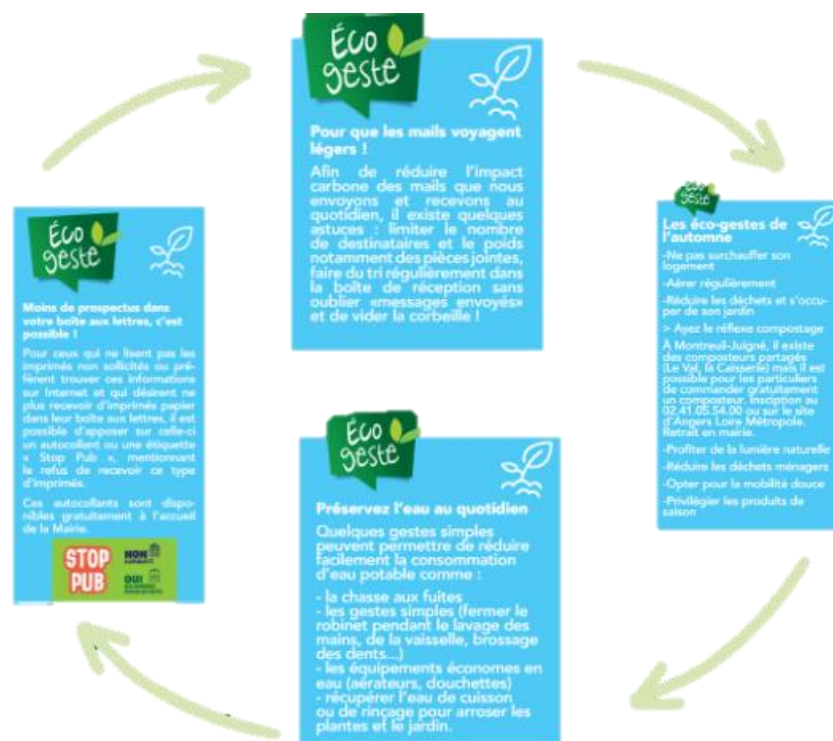 Éco
geste
Pour que les mails voyagent
légers !
Afin de réduire l'impact
carbone des mails que nous
envoyons et recevons au
quotidien, il existe quelques
astuces : limiter le nombre
de destinataires et le poids
notamment des pièces jointes,
faire du tri régulièrement dans
la boîte de réception sans
oublier «messages envoyés»
et de vider la corbeille !
Éco
geste
Les éco-gestes de
l'automne
-Ne pas surchauffer son
logement
-Aérer régulièrement
-Réduire les déchets et s'occu-
per de son jardin
> Ayez le réflexe compostage
À Montreuil-Juigné, il existe
des composteurs partagés
(Le Val, la Caisserie) mais il est
possible pour les particuliers
de commander gratuitement
un composteur. Insciption au
02.41.05.54.00 ou sur le site
d'Angers Loire Métropole.
Retrait en mairie.
-Profiter de la lumière naturelle
-Réduire les déchets ménagers
-Opter pour la mobilité douce
-Privilégier les produits de
saison
Éco
geste
Préservez l'eau au quotidien
Quelques gestes simples
peuvent permettre de réduire
facilement la consommation
d'eau potable comme :
- la chasse aux fuites
- les gestes simples (fermer le
robinet pendant le lavage des
mains, de la vaisselle, brossage
des dents...)
- les équipements économes en
eau (aérateurs, douchettes)
- récupérer l'eau de cuisson
ou de rinçage pour arroser les
plantes et le jardin.
Éco
geste
Moins de prospectus dans
votre boîte aux lettres, c'est
possible !
Pour ceux qui ne lisent pas les
imprimés non sollicités ou pré-
fèrent trouver ces informations
sur Internet et qui désirent ne
plus recevoir d'imprimés papier
dans leur boîte aux lettres, il est
possible d'apposer sur celle-ci
un autocollant ou une étiquette
« Stop Pub », mentionnant
le refus de recevoir ce type
d'imprimés.
Ces autocollants sont dispo-
nibles gratuitement à l'accueil
de la Mairie.
STOP
PUB
NON
OUI